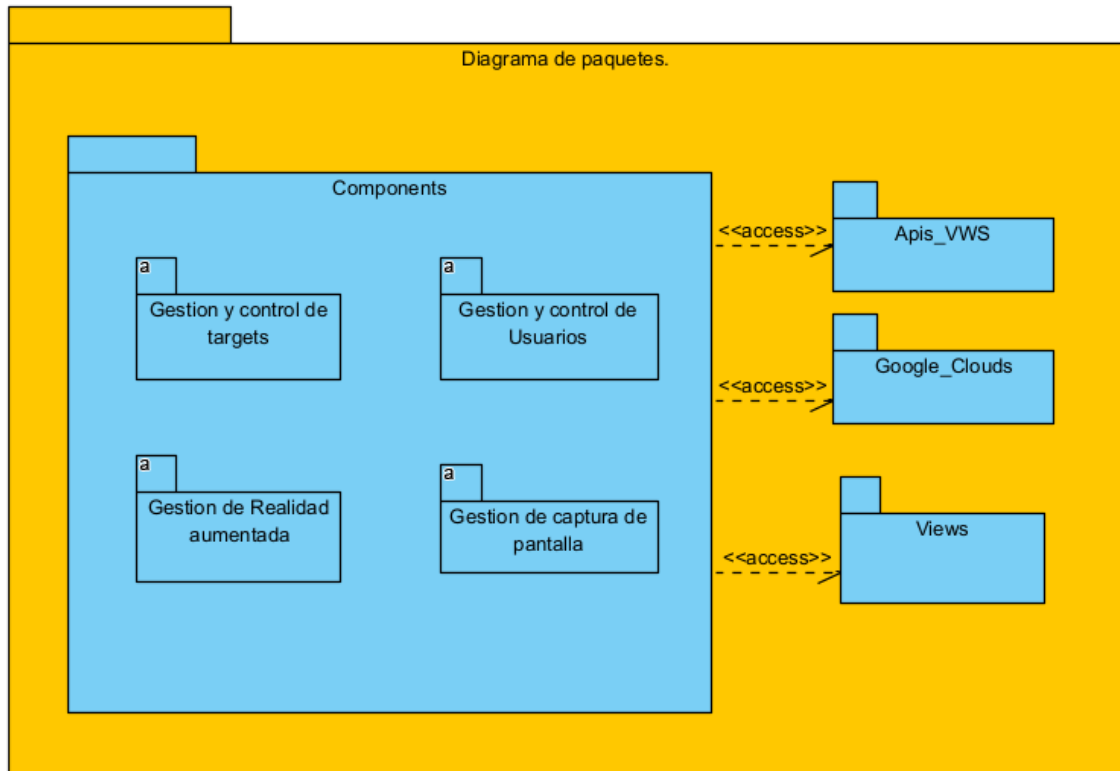 Diagrama de paquetes.
Components
a
Gestion y control de
targets
a
Gestion y control de
Usuarios
a
Gestion de Realidad
aumentada
a
Gestion de captura de
pantalla
<<access>>
Apis_VWS
<<access>>
Google_Clouds
<<access>>
Views